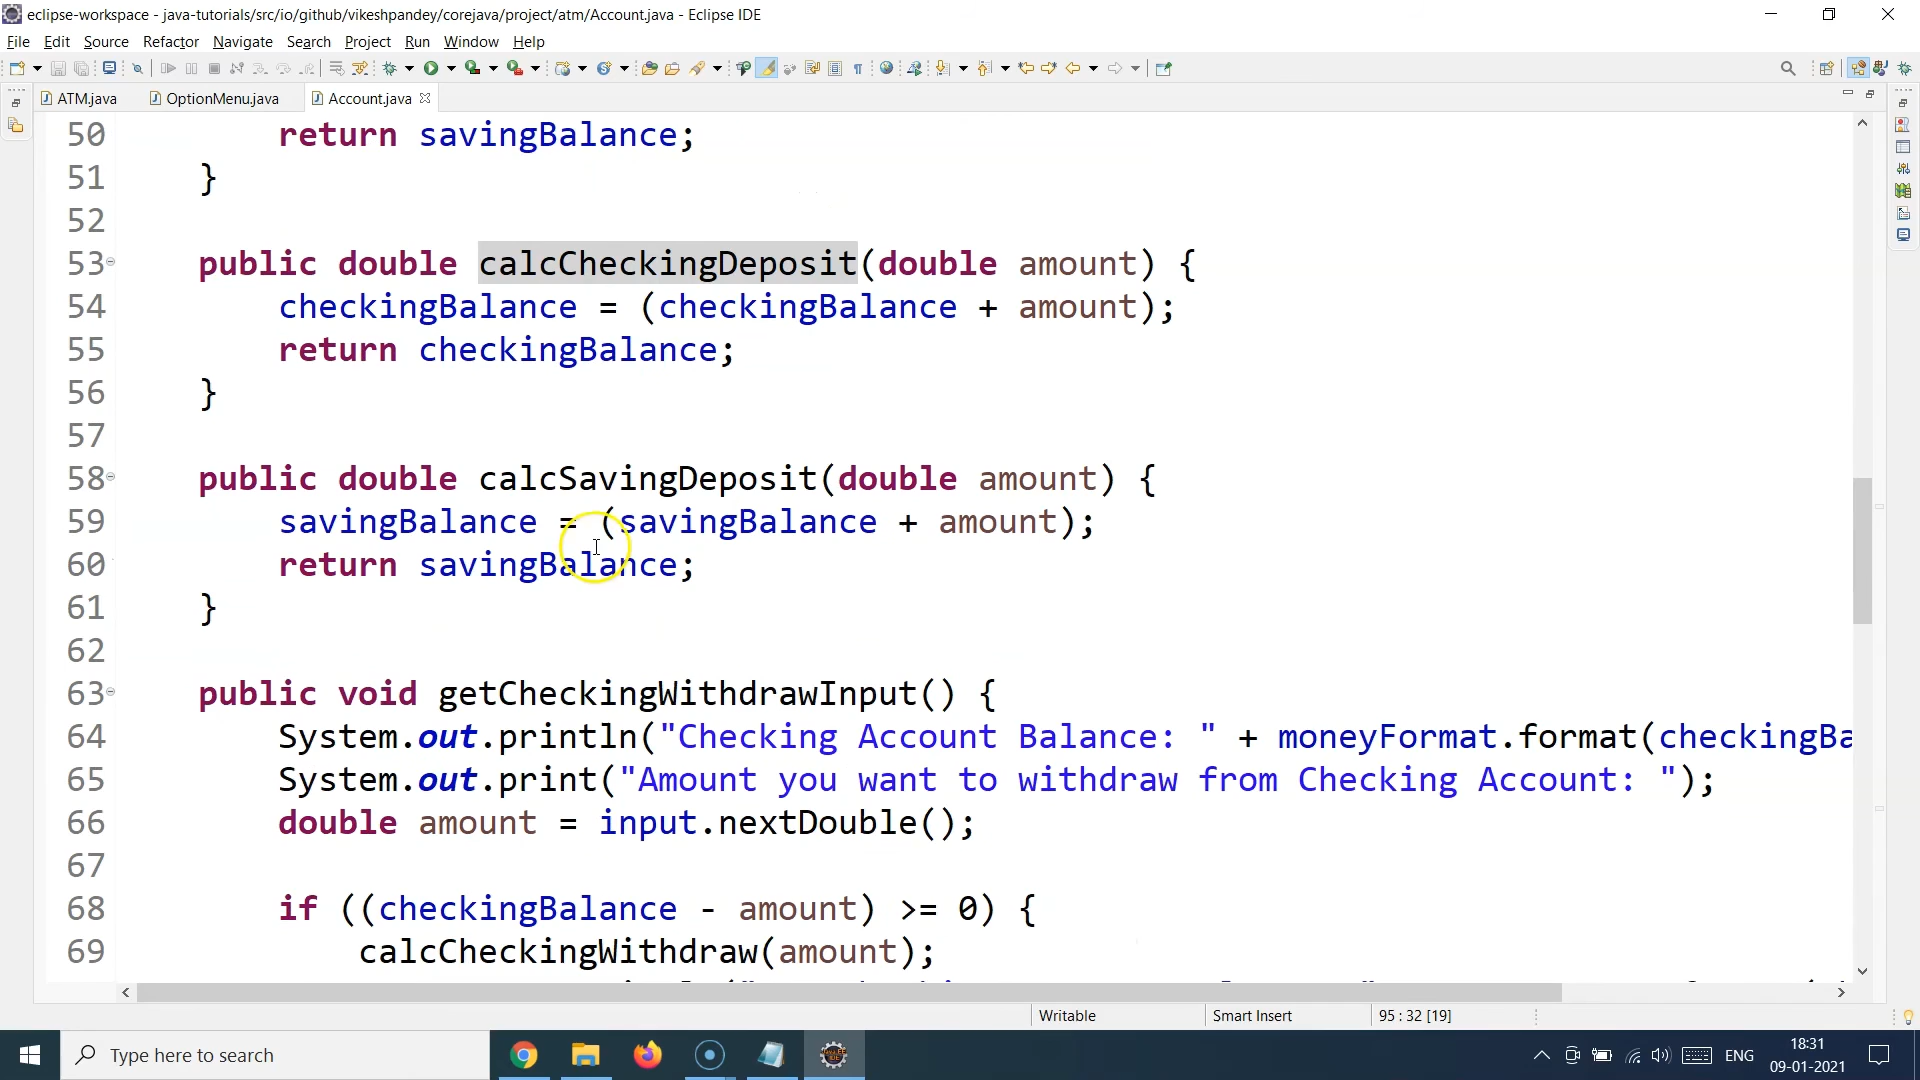 eclipse-workspace - java-tutorials/src/io/github/vikeshpandey/corejava/project/atm/Account.java - Eclipse IDE
File Edit Source Refactor Navigate Search Project Run Window Help
ATM.java OptionMenu.java Account.java
50 return savingBalance;
51 }
52
53 public double calcCheckingDeposit(double amount) {
54 checkingBalance = (checkingBalance + amount);
55 return checkingBalance;
56 }
57
58 public double calcSavingDeposit(double amount) {
59 savingBalance = (savingBalance + amount);
60 return savingBalance;
61 }
62
63 public void getCheckingWithdrawInput() {
64 System.out.println("Checking Account Balance: " + moneyFormat.format(checkingBa
65 System.out.print("Amount you want to withdraw from Checking Account: ");
66 double amount = input.nextDouble();
67
68 if ((checkingBalance - amount) >= 0) {
69 calcCheckingWithdraw(amount);
Writable Smart Insert 95 : 32 [19]
Type here to search
ENG
18:31
09-01-2021